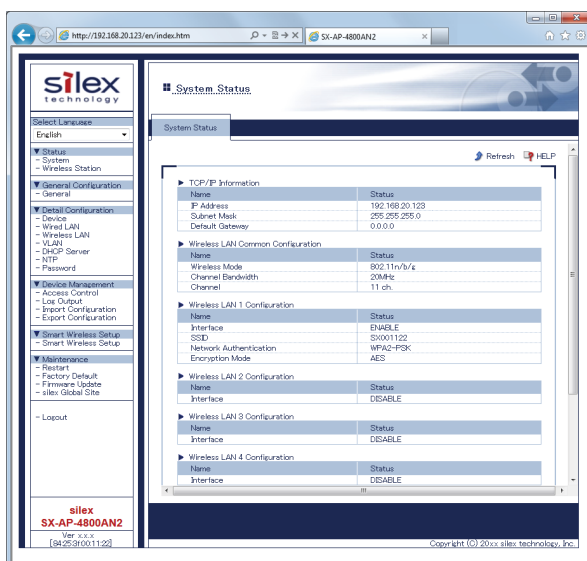 http://192.168.20.123/en/index.htm
SX-AP-4800AN2
silex
technology
System Status
Select Language
English
System Status
Refresh
HELP
▼ Status
- System
- Wireless Station
▼ General Configuration
- General
▼ Detail Configuration
- Device
- Wired LAN
- Wireless LAN
- VLAN
- DHCP Server
- NTP
- Password
▼ Device Management
- Access Control
- Log Output
- Import Configuration
- Export Configuration
▼ Smart Wireless Setup
- Smart Wireless Setup
▼ Maintenance
- Restart
- Factory Default
- Firmware Update
- silex Global Site
- Logout
▶ TCP/IP Information
Name Status
IP Address 192.168.20.123
Subnet Mask 255.255.255.0
Default Gateway 0.0.0.0
▶ Wireless LAN Common Configuration
Name Status
Wireless Mode 802.11n/b/g
Channel Bandwidth 20MHz
Channel 11 ch.
▶ Wireless LAN 1 Configuration
Name Status
Interface ENABLE
SSID SX001122
Network Authentication WPA2-PSK
Encryption Mode AES
▶ Wireless LAN 2 Configuration
Name Status
Interface DISABLE
▶ Wireless LAN 3 Configuration
Name Status
Interface DISABLE
▶ Wireless LAN 4 Configuration
Name Status
Interface DISABLE
silex
SX-AP-4800AN2
Ver x.x.x
[84:25:3f:00:11:22]
Copyright (C) 20xx silex technology, Inc.